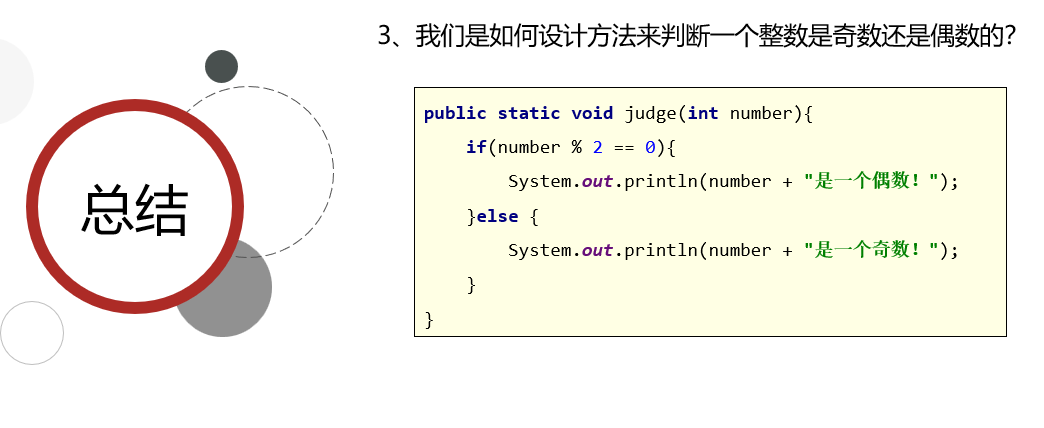 3、我们是如何设计方法来判断一个整数是奇数还是偶数的?
总结
public static void judge(int number){
    if(number % 2 == 0){
        System.out.println(number + "是一个偶数！");
    }else {
        System.out.println(number + "是一个奇数！");
    }
}